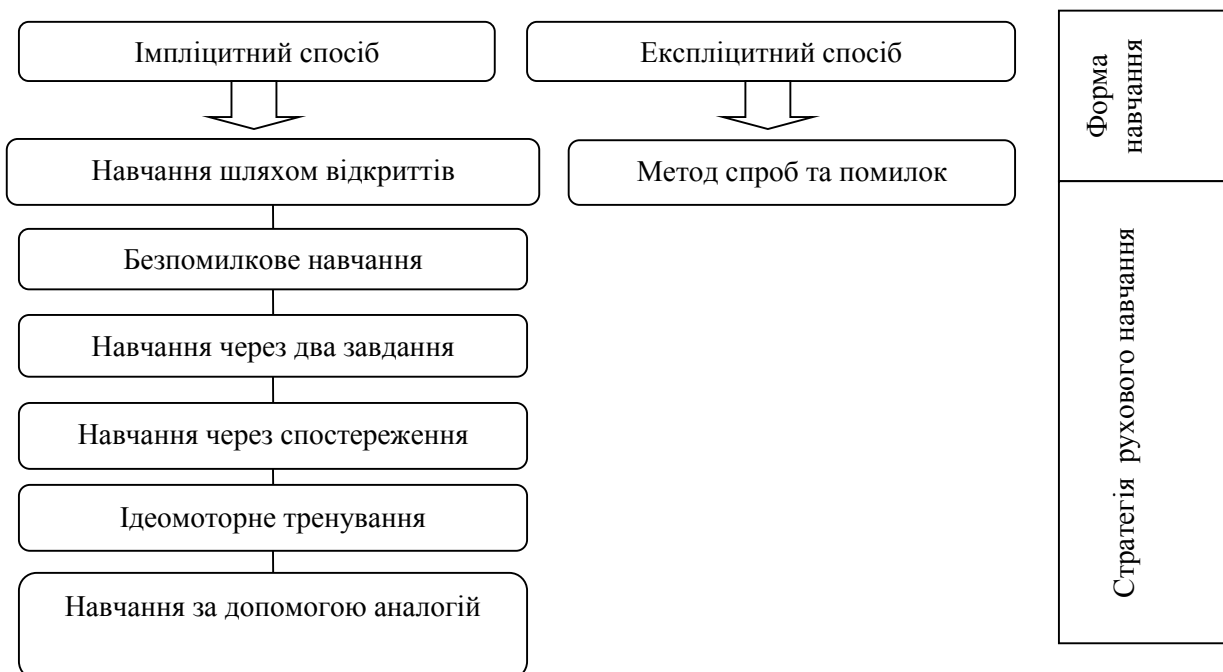 Імпліцитний спосіб
Експліцитний спосіб
Форма
навчання
Навчання шляхом відкриттів
Метод спроб та помилок
Безпомилкове навчання
Навчання через два завдання
Навчання через спостереження
Ідеомоторне тренування
Навчання за допомогою аналогій
Стратегія рухового навчання